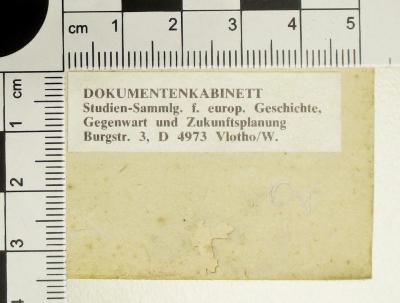 cm 1 2 3 4 5
cm
1
2
3
4
DOKUMENTENKABINETT
Studien-Sammlg. f. europ. Geschichte,
Gegenwart und Zukunftsplanung
Burgstr. 3, D 4973 Vlotho/W.